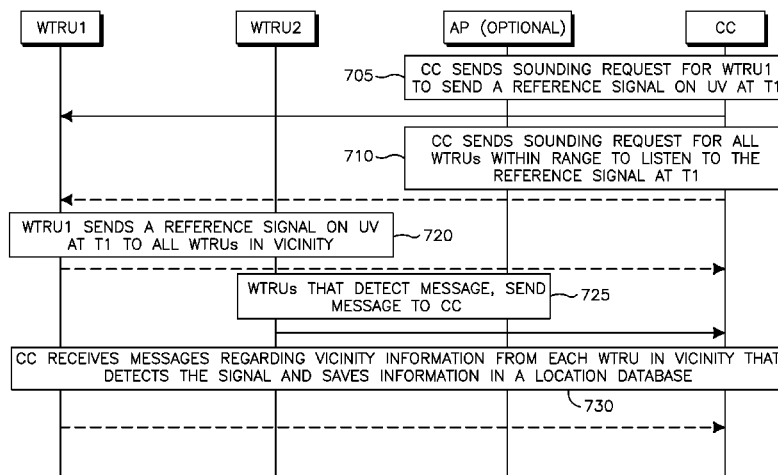 WTRU1
WTRU2
AP (OPTIONAL)
CC
705
CC SENDS SOUNDING REQUEST FOR WTRU1
TO SEND A REFERENCE SIGNAL ON UV AT T1
710
CC SENDS SOUNDING REQUEST FOR ALL
WTRUs WITHIN RANGE TO LISTEN TO THE
REFERENCE SIGNAL AT T1
WTRU1 SENDS A REFERENCE SIGNAL ON UV
AT T1 TO ALL WTRUs IN VICINITY
720
WTRUs THAT DETECT MESSAGE, SEND
MESSAGE TO CC
725
CC RECEIVES MESSAGES REGARDING VICINITY INFORMATION FROM EACH WTRU IN VICINITY THAT
DETECTS THE SIGNAL AND SAVES INFORMATION IN A LOCATION DATABASE
730